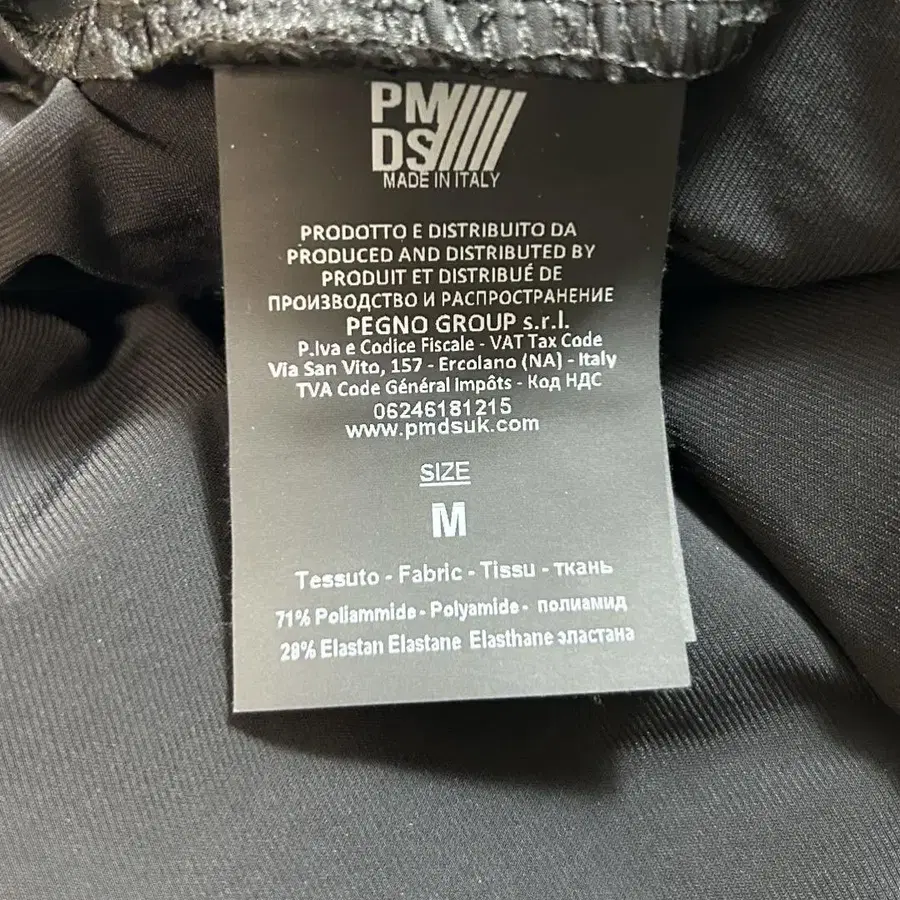 PM
DS
MADE IN ITALY
PRODOTTO E DISTRIBUITO DA
PRODUCED AND DISTRIBUTED BY
PRODUIT ET DISTRIBUÉ DE
ПРОИЗВОДСТВО И РАСПРОСТРАНЕНИЕ
PEGNO GROUP s.r.l.
P.Iva e Codice Fiscale - VAT Tax Code
Via San Vito, 157 - Ercolano (NA) - Italy
TVA Code Général Impôts - Код НДС
06246181215
www.pmdsuk.com
SIZE
M
Tessuto - Fabric - Tissu - ткань
71% Poliammide - Polyamide - полиамид
Elastan Elastane Elasthane эластана